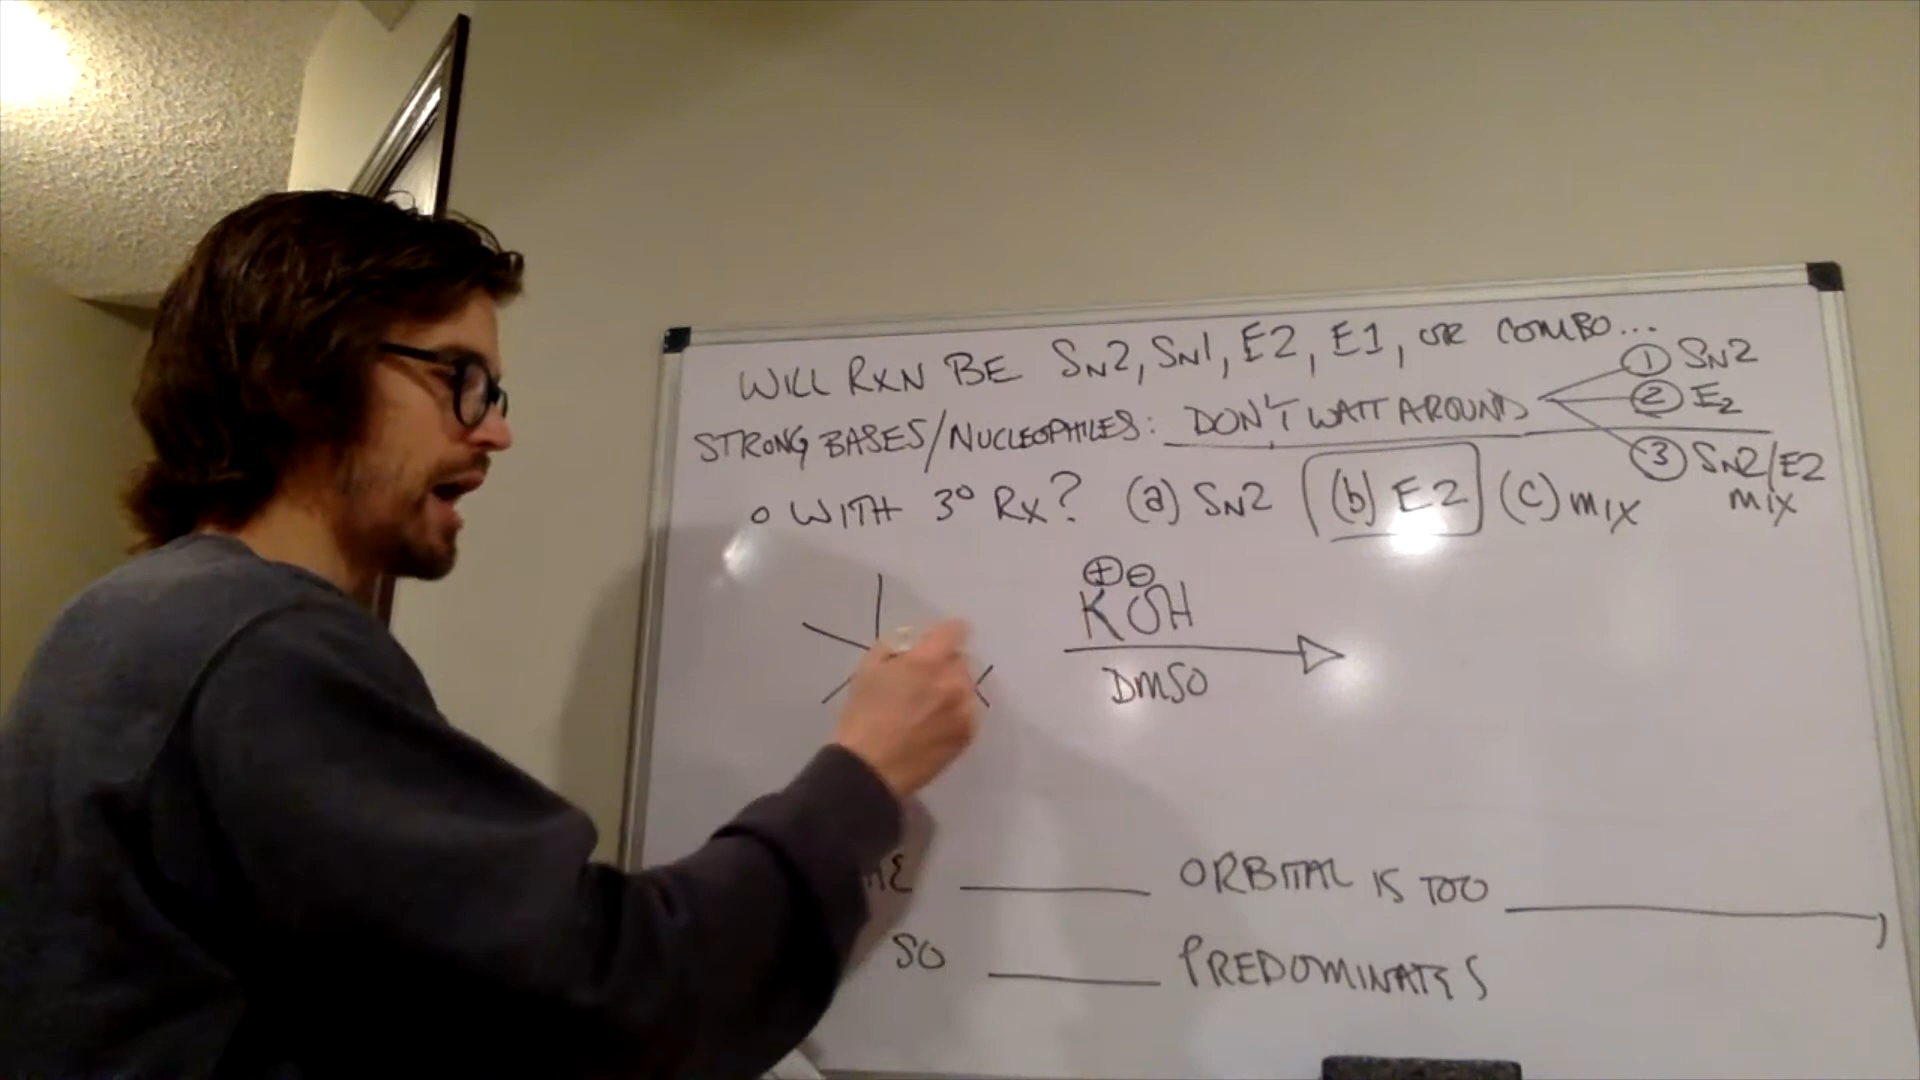 WILL RXN BE SN2, SN1, E2, E1, OR COMBO...
STRONG BASES/NUCLEOPHILES: DON'T WAIT AROUND
① SN2
② E2
③ SN2/E2
MIX
o WITH 3° RX? (a) SN2 (b) E2 (c) MIX
⊕ ⊖
KOH
DMSO
ORBITAL IS TOO ,
SO PREDOMINATES